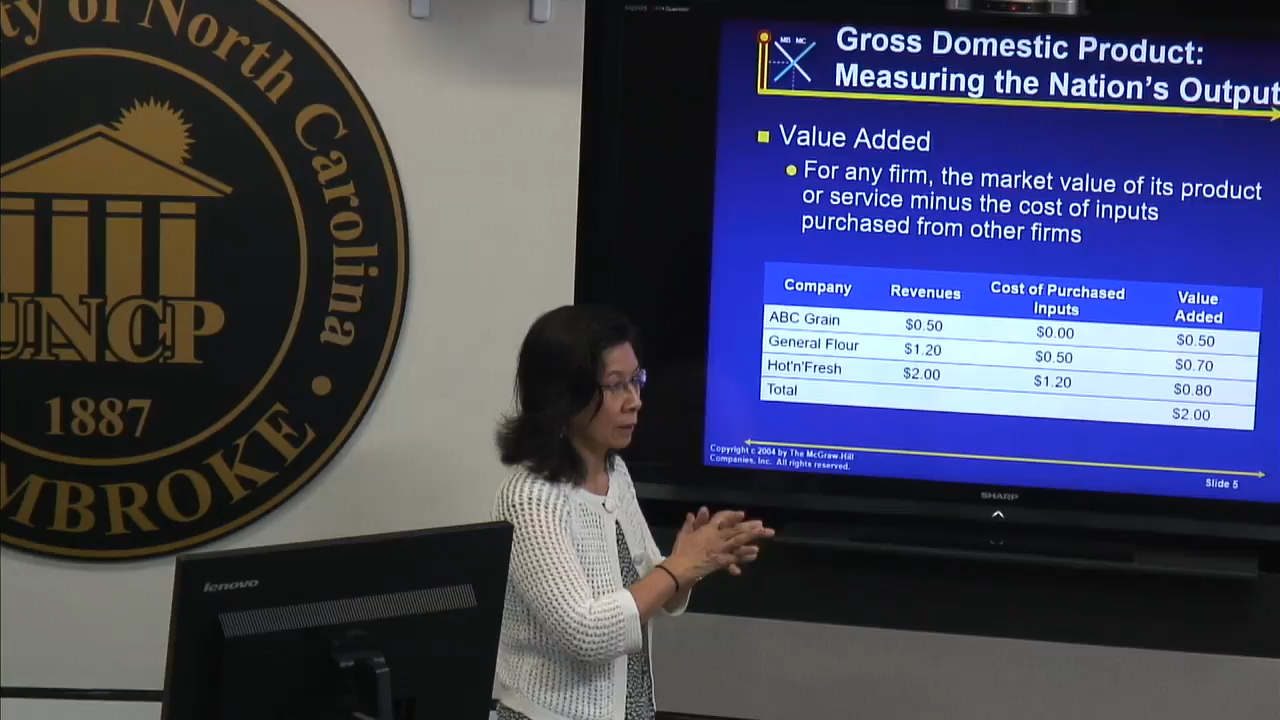 ty of North Carolina
UNCP
1887
MBROKE
lenovo
MB MC
Gross Domestic Product:
Measuring the Nation's Output
Value Added
For any firm, the market value of its product
or service minus the cost of inputs
purchased from other firms
Company Revenues Cost of Purchased Inputs Value Added
ABC Grain $0.50 $0.00 $0.50
General Flour $1.20 $0.50 $0.70
Hot'n'Fresh $2.00 $1.20 $0.80
Total $2.00
Copyright c 2004 by The McGraw-Hill
Companies, Inc. All rights reserved.
Slide 5
SHARP